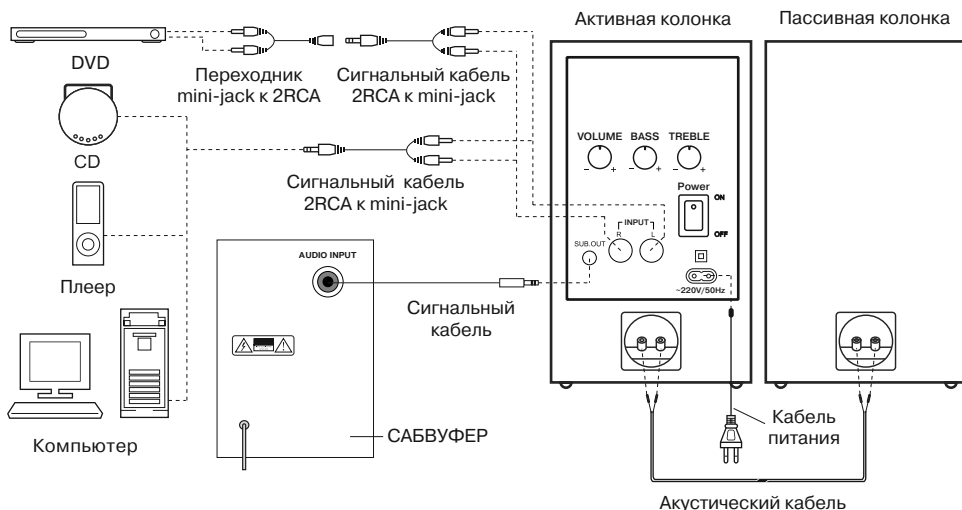 Активная колонка
Пассивная колонка
DVD
Переходник
mini-jack к 2RCA
Сигнальный кабель
2RCA к mini-jack
CD
Сигнальный кабель
2RCA к mini-jack
Плеер
Компьютер
AUDIO INPUT
САБВУФЕР
Сигнальный
кабель
VOLUME BASS TREBLE
- + - + - +
Power
ON
OFF
INPUT
R L
SUB.OUT
~220V/50Hz
Кабель
питания
Акустический кабель